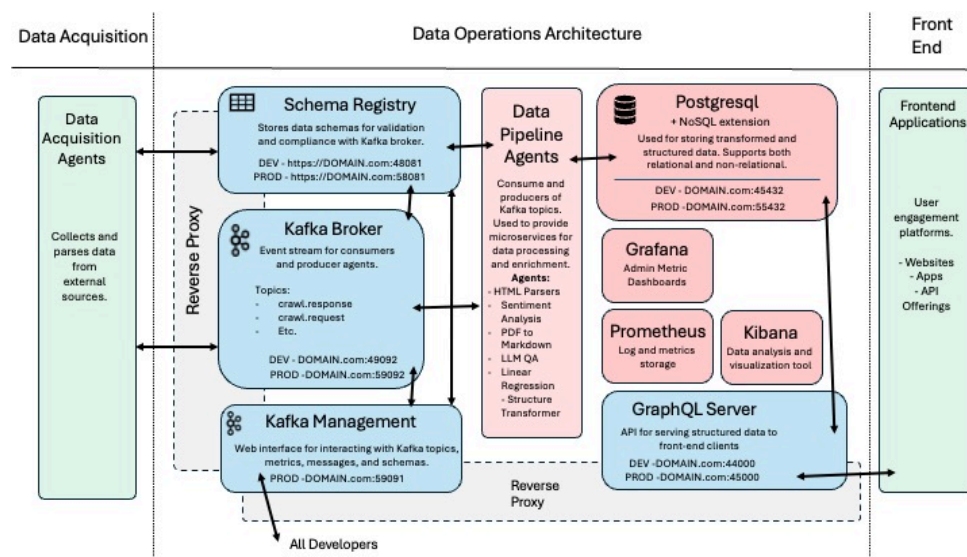 Data Acquisition
Data Operations Architecture
Front
End
Data
Acquisition
Agents
Collects and
parses data
from
external
sources.
Reverse Proxy
Schema Registry
Stores data schemas for validation
and compliance with Kafka broker.
DEV - https://DOMAIN.com:48081
PROD - https://DOMAIN.com:58081
Kafka Broker
Event stream for consumers
and producer agents.
Topics:
- crawl.response
- crawl.request
- Etc.
DEV - DOMAIN.com:49092
PROD -DOMAIN.com:59092
Kafka Management
Web interface for interacting with Kafka topics,
metrics, messages, and schemas.
PROD -DOMAIN.com:59091
All Developers
Data
Pipeline
Agents
Consume and
producers of
Kafka topics.
Used to provide
microservices for
data processing
and enrichment.
Agents:
- HTML Parsers
- Sentiment
Analysis
- PDF to
Markdown
- LLM QA
- Linear
Regression
- Structure
Transformer
Postgresql
+ NoSQL extension
Used for storing transformed and
structured data. Supports both
relational and non-relational.
DEV - DOMAIN.com:45432
PROD -DOMAIN.com:55432
Grafana
Admin Metric
Dashboards
Prometheus
Log and metrics
storage
Kibana
Data analysis and
visualization tool
GraphQL Server
API for serving structured data to
front-end clients
DEV -DOMAIN.com:44000
PROD -DOMAIN.com:45000
Reverse
Proxy
Frontend
Applications
User
engagement
platforms.
- Websites
- Apps
- API
Offerings